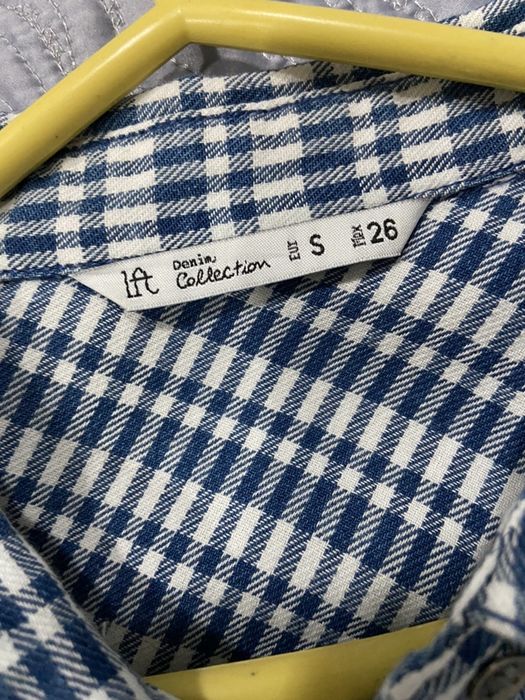 Lft
Denim
Collection
EUR S
MEX 26